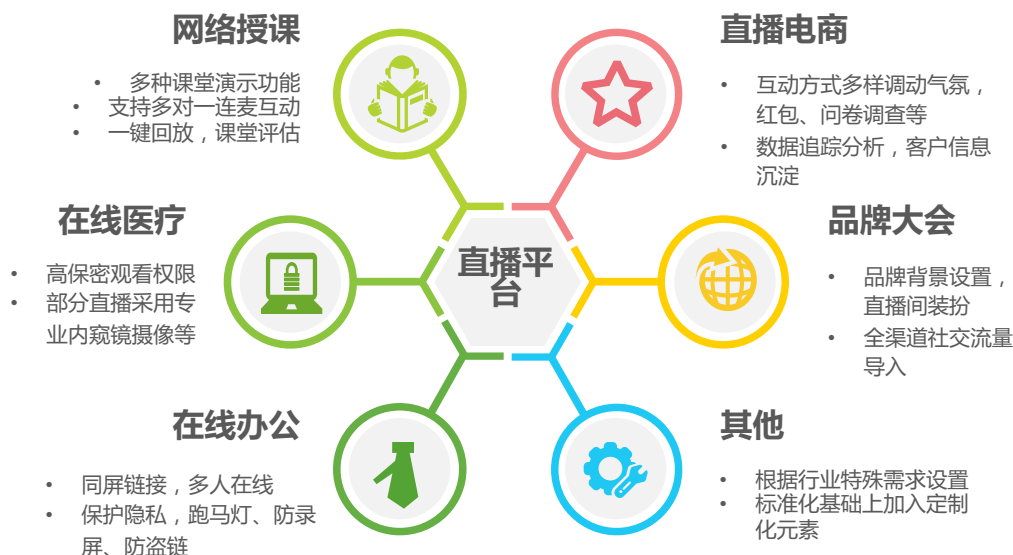 网络授课
• 多种课堂演示功能
• 支持多对一连麦互动
• 一键回放，课堂评估
直播电商
• 互动方式多样调动气氛，
红包、问卷调查等
• 数据追踪分析，客户信息
沉淀
在线医疗
• 高保密观看权限
• 部分直播采用专
业内窥镜摄像等
直播平
台
品牌大会
• 品牌背景设置，
直播间装扮
• 全渠道社交流量
导入
在线办公
• 同屏链接，多人在线
• 保护隐私，跑马灯、防录
屏、防盗链
其他
• 根据行业特殊需求设置
• 标准化基础上加入定制
化元素